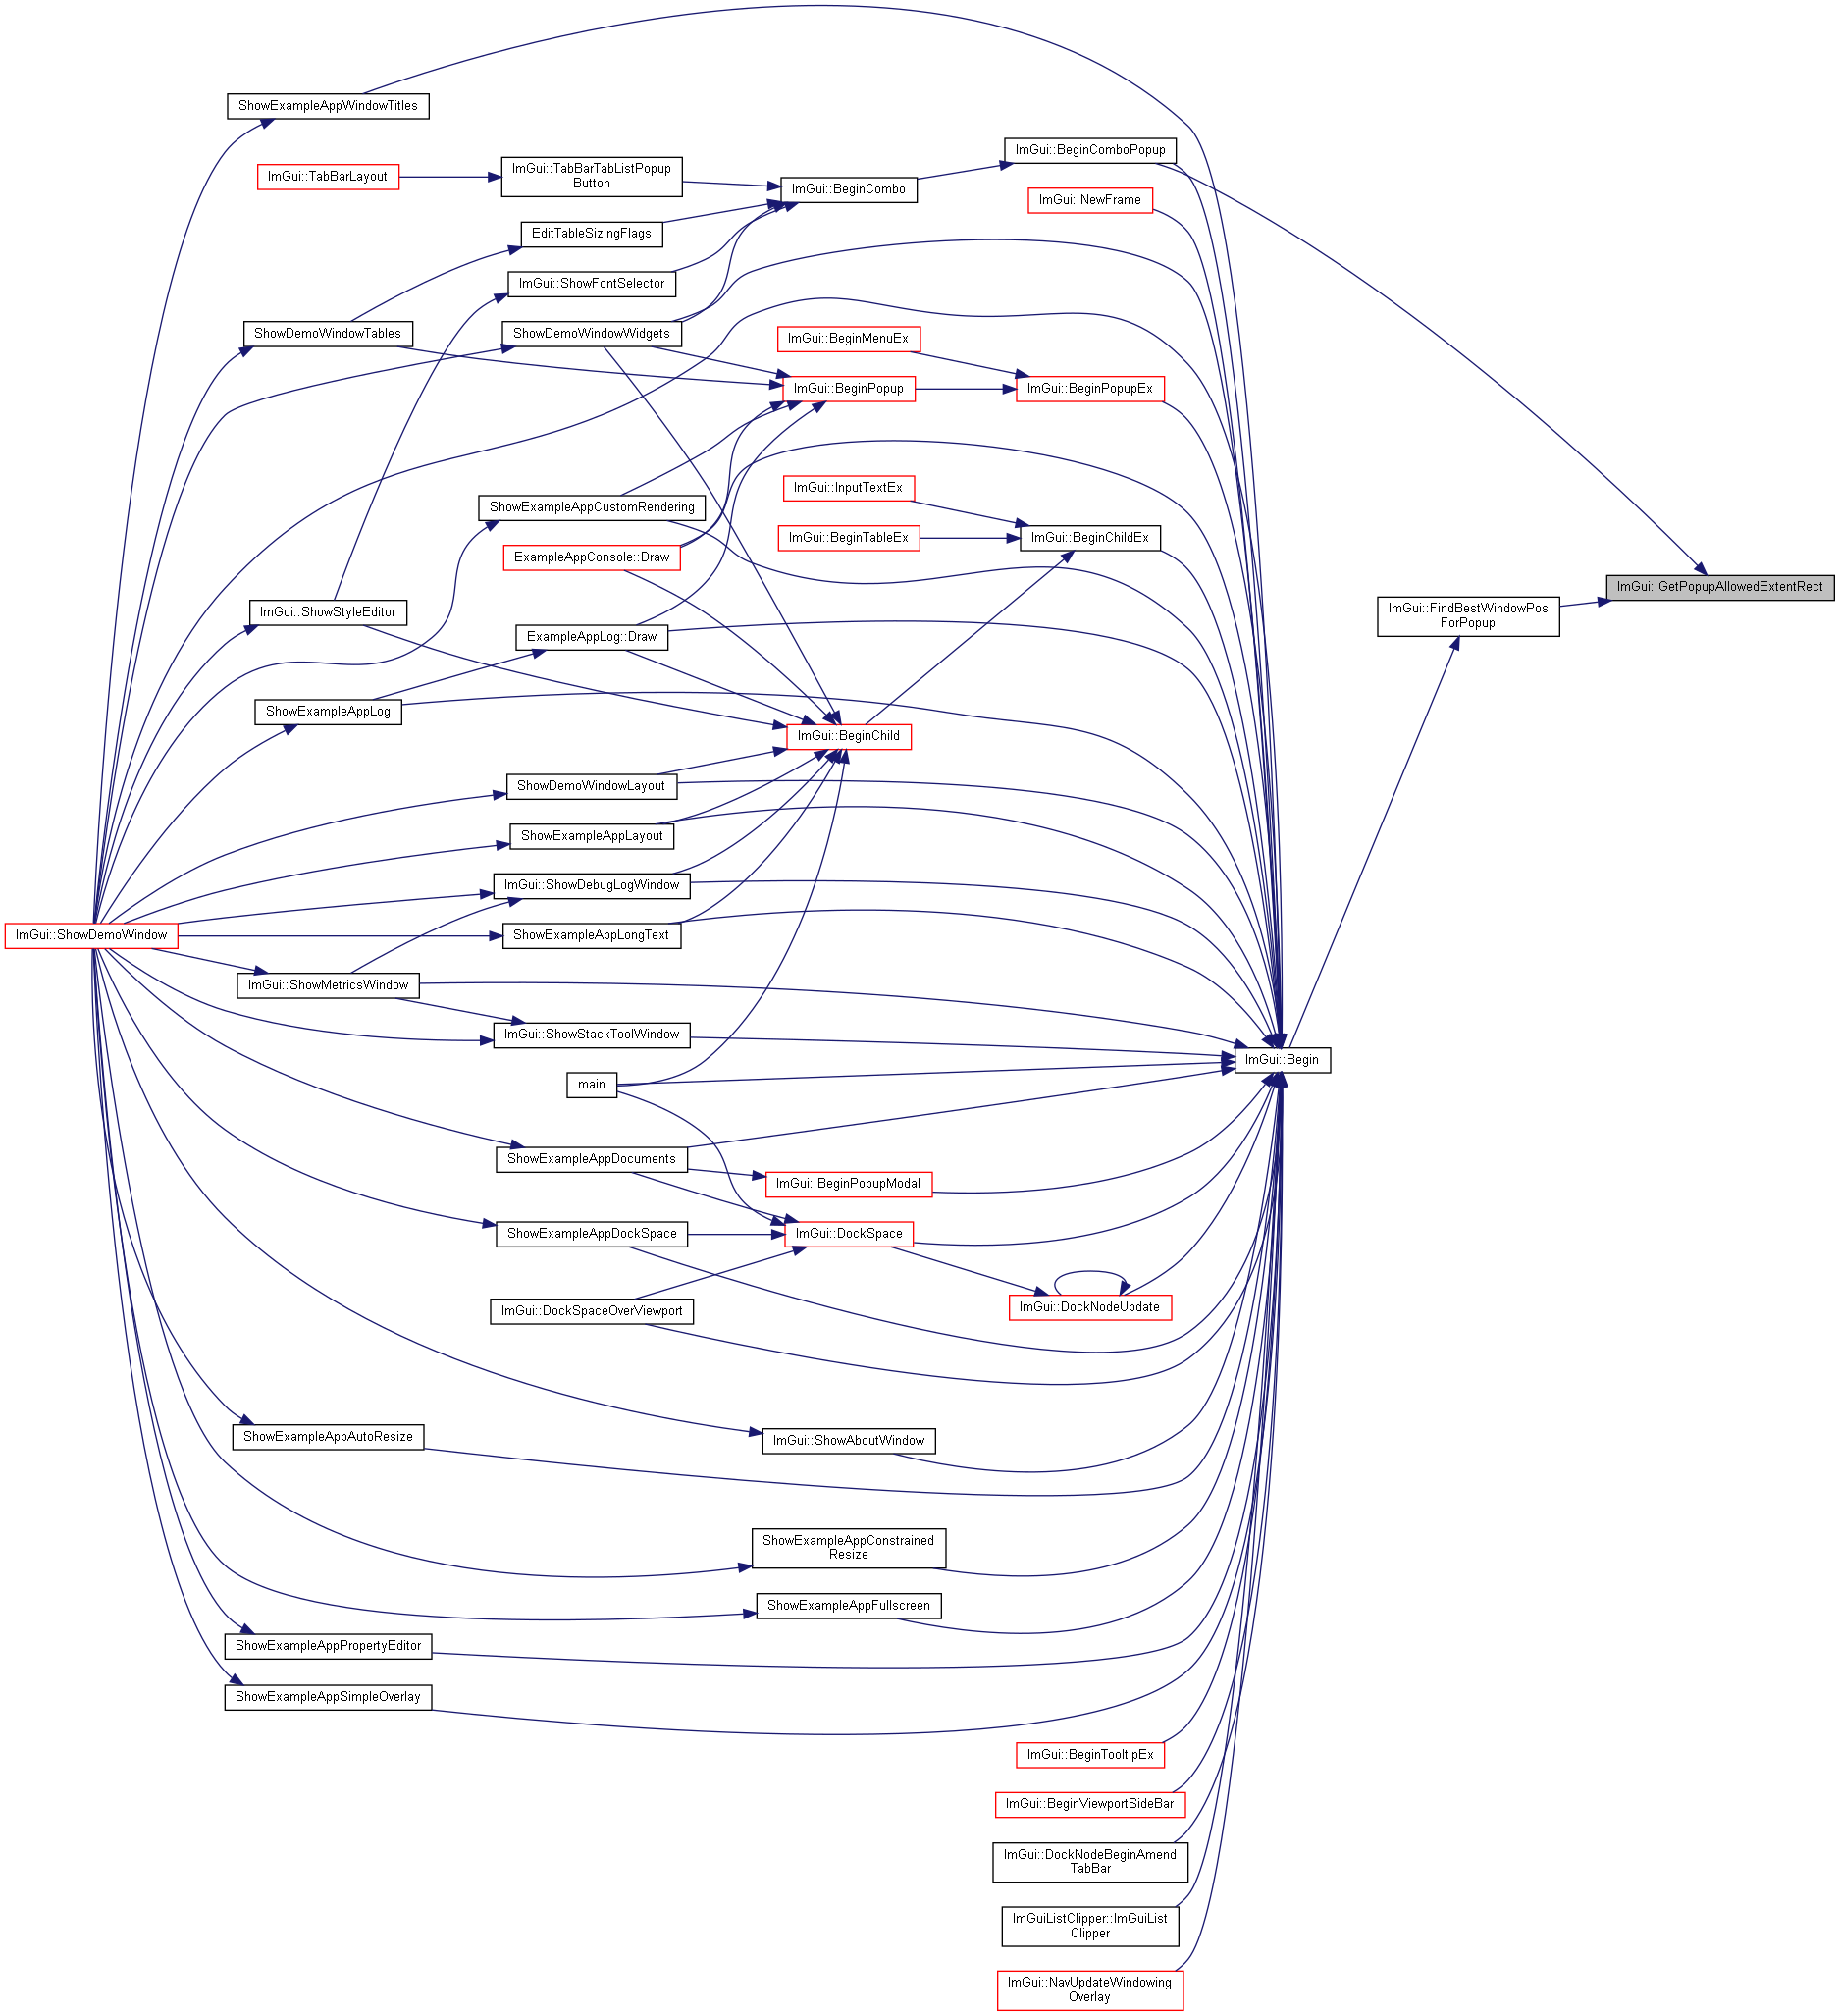 ShowExampleAppWindowTitles
ImGui::BeginComboPopup
ImGui::TabBarLayout
ImGui::TabBarTabListPopup
Button
ImGui::BeginCombo
ImGui::NewFrame
EditTableSizingFlags
ImGui::ShowFontSelector
ShowDemoWindowTables
ShowDemoWindowWidgets
ImGui::BeginMenuEx
ImGui::BeginPopup
ImGui::BeginPopupEx
ImGui::InputTextEx
ShowExampleAppCustomRendering
ImGui::BeginTableEx
ImGui::BeginChildEx
ExampleAppConsole::Draw
ImGui::GetPopupAllowedExtentRect
ImGui::FindBestWindowPos
ForPopup
ImGui::ShowStyleEditor
ExampleAppLog::Draw
ShowExampleAppLog
ImGui::BeginChild
ShowDemoWindowLayout
ShowExampleAppLayout
ImGui::ShowDebugLogWindow
ImGui::ShowDemoWindow
ShowExampleAppLongText
ImGui::ShowMetricsWindow
ImGui::ShowStackToolWindow
ImGui::Begin
main
ShowExampleAppDocuments
ImGui::BeginPopupModal
ShowExampleAppDockSpace
ImGui::DockSpace
ImGui::DockSpaceOverViewport
ImGui::DockNodeUpdate
ShowExampleAppAutoResize
ImGui::ShowAboutWindow
ShowExampleAppConstrained
Resize
ShowExampleAppFullscreen
ShowExampleAppPropertyEditor
ShowExampleAppSimpleOverlay
ImGui::BeginTooltipEx
ImGui::BeginViewportSideBar
ImGui::DockNodeBeginAmend
TabBar
ImGuiListClipper::ImGuiList
Clipper
ImGui::NavUpdateWindowing
Overlay